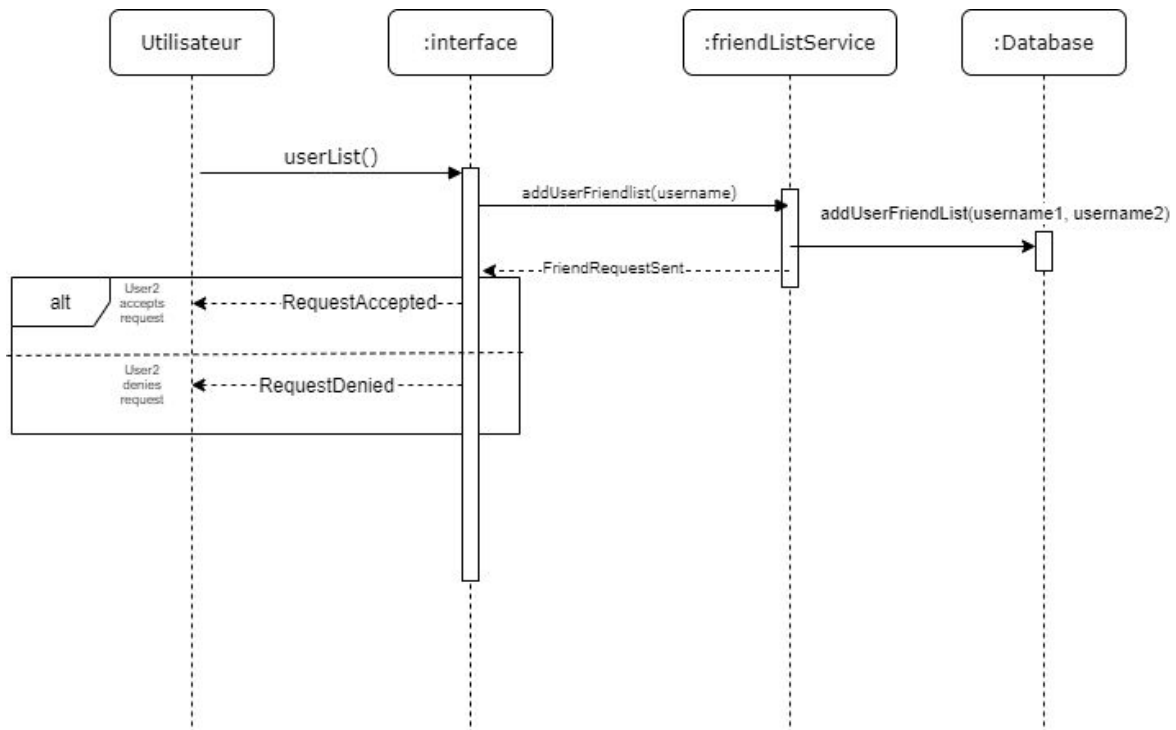 Utilisateur
:interface
:friendListService
:Database
userList()
addUserFriendlist(username)
addUserFriendList(username1, username2)
FriendRequestSent
alt
User2
accepts
request
RequestAccepted
User2
denies
request
RequestDenied